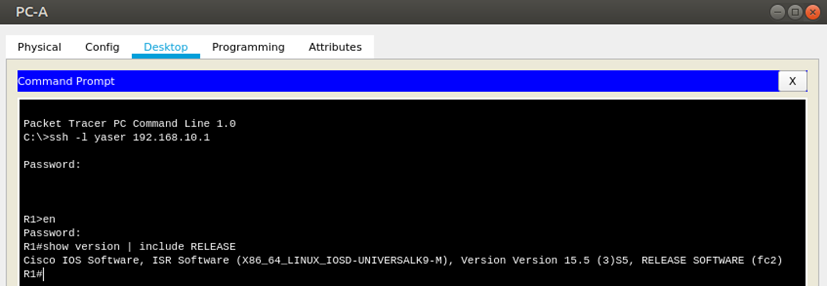 PC-A
Physical Config Desktop Programming Attributes
Command Prompt X
Packet Tracer PC Command Line 1.0
C:\>ssh -l yaser 192.168.10.1
Password:
R1>en
Password:
R1#show version | include RELEASE
Cisco IOS Software, ISR Software (X86_64_LINUX_IOSD-UNIVERSALK9-M), Version Version 15.5 (3)S5, RELEASE SOFTWARE (fc2)
R1#